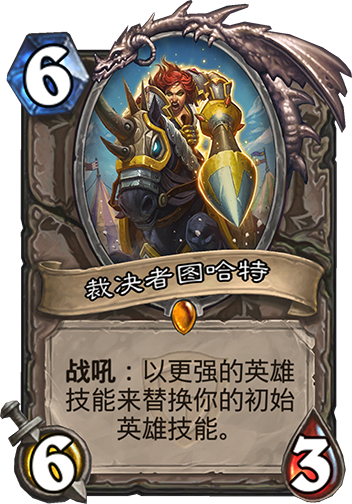 6
裁决者图哈特
战吼：以更强的英雄
技能来替换你的初始
英雄技能。
6
3